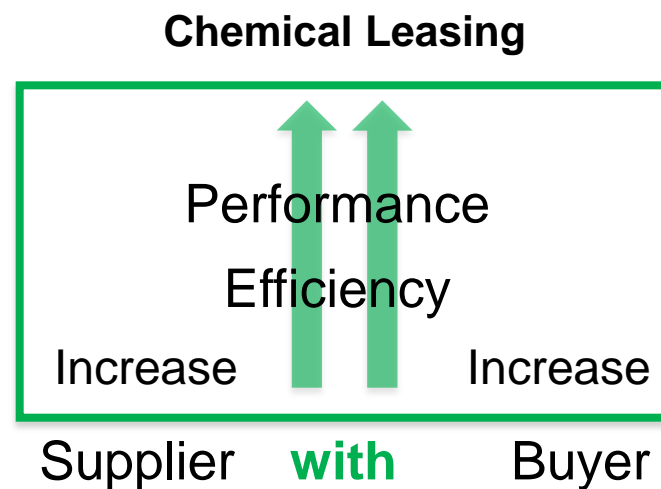 Chemical Leasing
Performance
Efficiency
Increase Increase
Supplier with Buyer